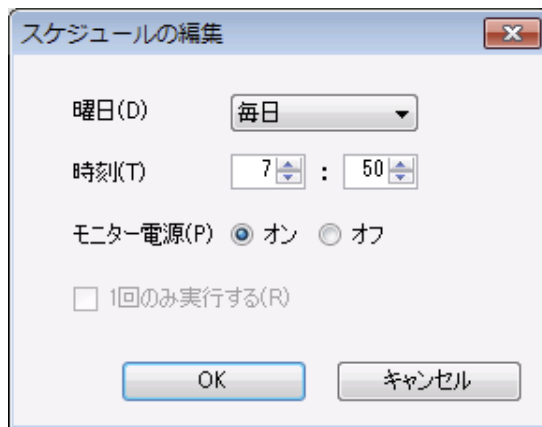 スケジュールの編集
曜日(D) 毎日
時刻(T) 7 : 50
モニター電源(P) オン オフ
1回のみ実行する(R)
OK キャンセル